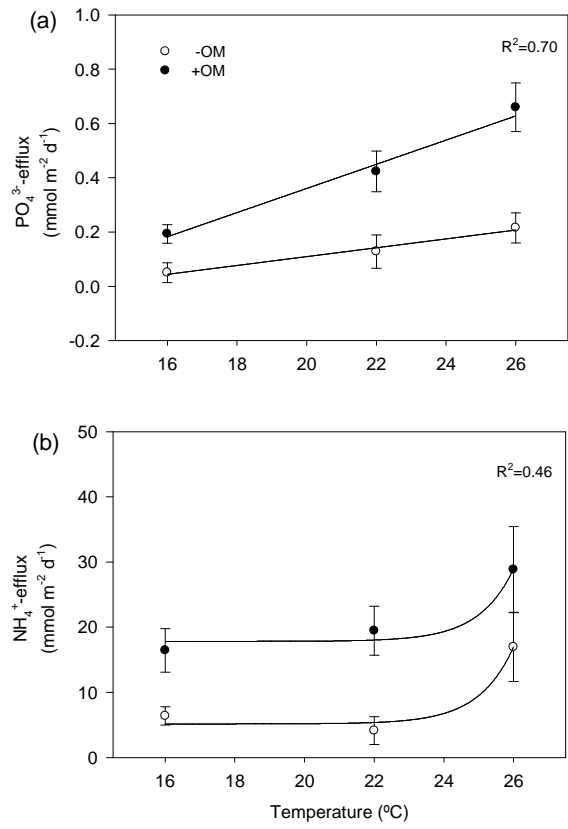 (a)
1.0
0.8
0.6
0.4
0.2
0.0
-0.2
PO₄³⁻-efflux
(mmol m⁻² d⁻¹)
-OM
+OM
R²=0.70
16 18 20 22 24 26
(b)
50
40
30
20
10
0
NH₄⁺-efflux
(mmol m⁻² d⁻¹)
R²=0.46
16 18 20 22 24 26
Temperature (ºC)